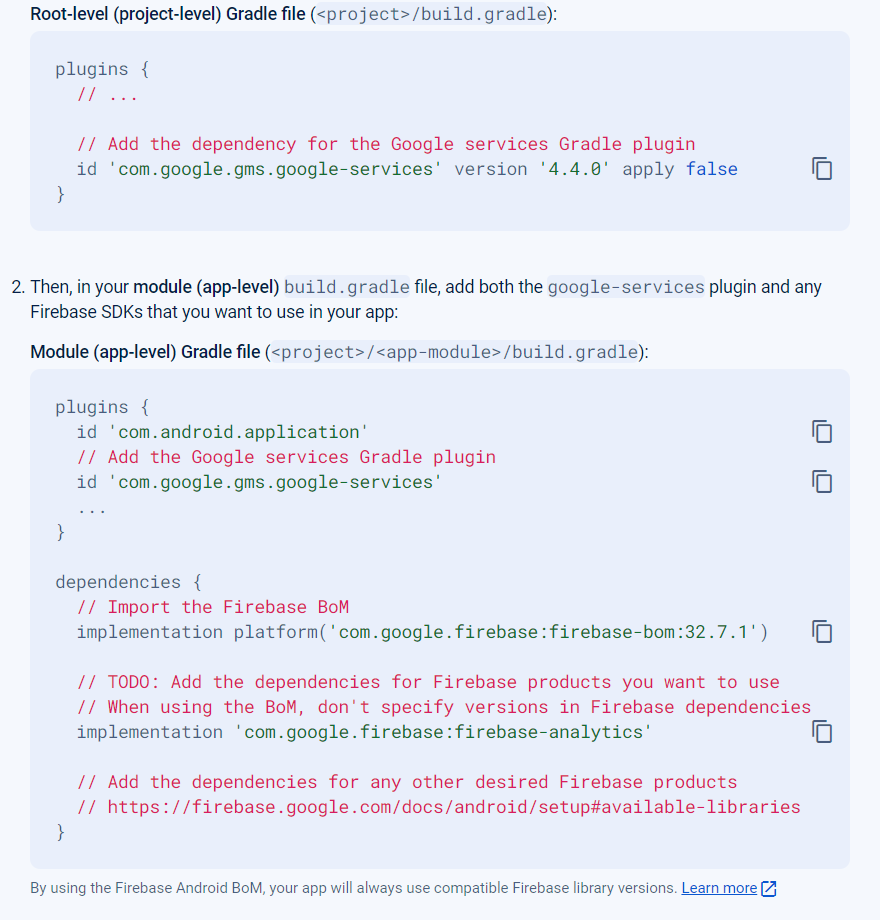 Root-level (project-level) Gradle file (<project>/build.gradle):
plugins {
// ...
// Add the dependency for the Google services Gradle plugin
id 'com.google.gms.google-services' version '4.4.0' apply false
}
2. Then, in your module (app-level) build.gradle file, add both the google-services plugin and any
Firebase SDKs that you want to use in your app:
Module (app-level) Gradle file (<project>/<app-module>/build.gradle):
plugins {
id 'com.android.application'
// Add the Google services Gradle plugin
id 'com.google.gms.google-services'
...
}
dependencies {
// Import the Firebase BoM
implementation platform('com.google.firebase:firebase-bom:32.7.1')
// TODO: Add the dependencies for Firebase products you want to use
// When using the BoM, don't specify versions in Firebase dependencies
implementation 'com.google.firebase:firebase-analytics'
// Add the dependencies for any other desired Firebase products
// https://firebase.google.com/docs/android/setup#available-libraries
}
By using the Firebase Android BoM, your app will always use compatible Firebase library versions. Learn more